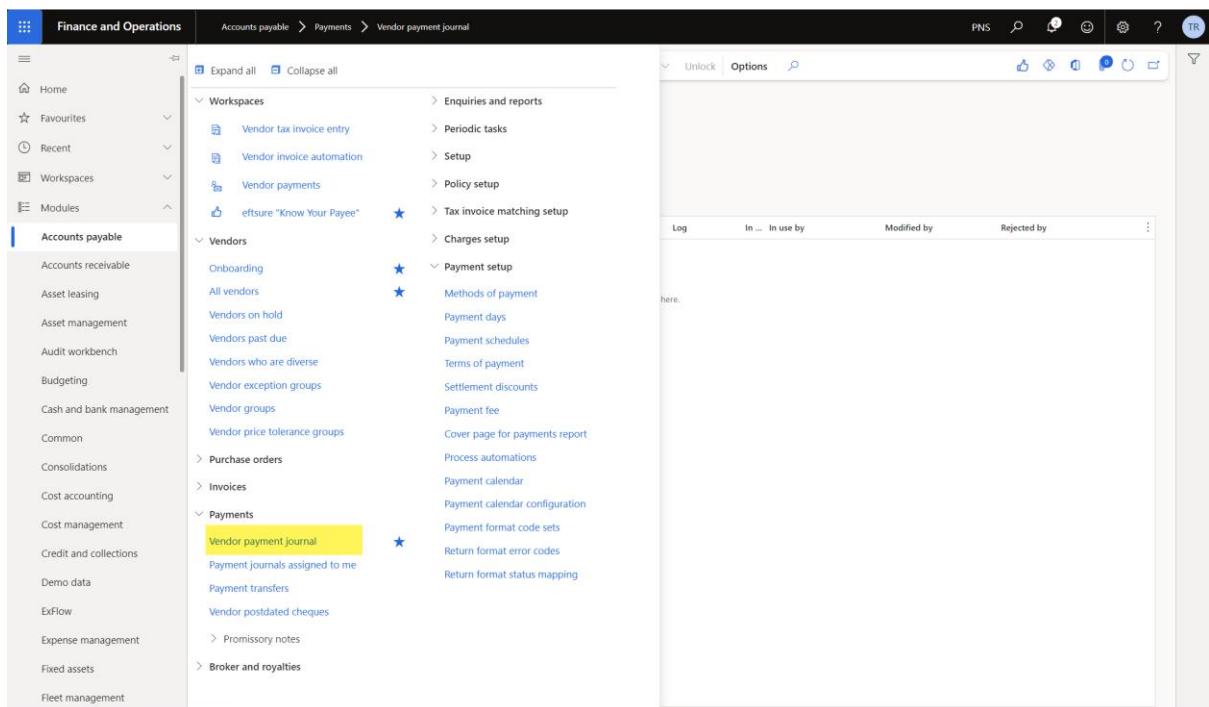 Finance and Operations
Accounts payable > Payments > Vendor payment journal
PNS
2
?
TR
Home
Favourites
Recent
Workspaces
Modules
Accounts payable
Accounts receivable
Asset leasing
Asset management
Audit workbench
Budgeting
Cash and bank management
Common
Consolidations
Cost accounting
Cost management
Credit and collections
Demo data
ExFlow
Expense management
Fixed assets
Fleet management
Expand all Collapse all
Workspaces
Vendor tax invoice entry
Vendor invoice automation
Vendor payments
eftsure "Know Your Payee"
Vendors
Onboarding
All vendors
Vendors on hold
Vendors past due
Vendors who are diverse
Vendor exception groups
Vendor groups
Vendor price tolerance groups
Purchase orders
Invoices
Payments
Vendor payment journal
Payment journals assigned to me
Payment transfers
Vendor postdated cheques
Promissory notes
Broker and royalties
Enquiries and reports
Periodic tasks
Setup
Policy setup
Tax invoice matching setup
Charges setup
Payment setup
Methods of payment
Payment days
Payment schedules
Terms of payment
Settlement discounts
Payment fee
Cover page for payments report
Process automations
Payment calendar
Payment calendar configuration
Payment format code sets
Return format error codes
Return format status mapping
Unlock Options
0
Log In ... In use by Modified by Rejected by
here.